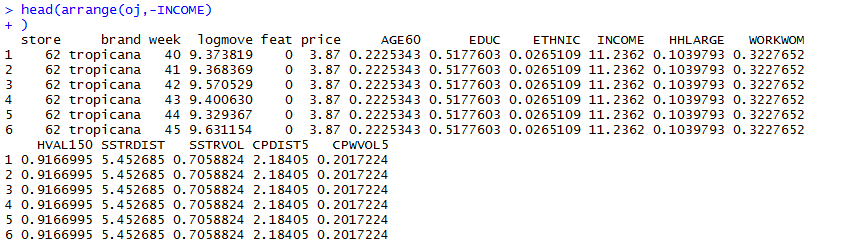 > head(arrange(oj,-INCOME)
+ )
  store     brand week  logmove feat price     AGE60      EDUC    ETHNIC  INCOME   HHLARGE   WORKWOM
1    62 tropicana   40 9.373819    0  3.87 0.2225343 0.5177603 0.0265109 11.2362 0.1039793 0.3227652
2    62 tropicana   41 9.368369    0  3.87 0.2225343 0.5177603 0.0265109 11.2362 0.1039793 0.3227652
3    62 tropicana   42 9.570529    0  3.87 0.2225343 0.5177603 0.0265109 11.2362 0.1039793 0.3227652
4    62 tropicana   43 9.400630    0  3.87 0.2225343 0.5177603 0.0265109 11.2362 0.1039793 0.3227652
5    62 tropicana   44 9.329367    0  3.87 0.2225343 0.5177603 0.0265109 11.2362 0.1039793 0.3227652
6    62 tropicana   45 9.631154    0  3.87 0.2225343 0.5177603 0.0265109 11.2362 0.1039793 0.3227652
    HVAL150 SSTRDIST   SSTRVOL CPDIST5    CPWVOL5
1 0.9166995 5.452685 0.7058824 2.18405 0.2017224
2 0.9166995 5.452685 0.7058824 2.18405 0.2017224
3 0.9166995 5.452685 0.7058824 2.18405 0.2017224
4 0.9166995 5.452685 0.7058824 2.18405 0.2017224
5 0.9166995 5.452685 0.7058824 2.18405 0.2017224
6 0.9166995 5.452685 0.7058824 2.18405 0.2017224